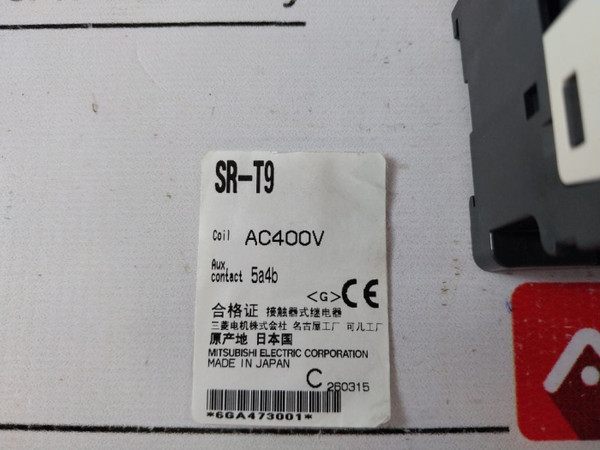 SR-T9
Coil AC400V
Aux.
contact 5a4b
<G> CE
合格证 接触器式继电器
三菱电机株式会社 名古屋工厂 可儿工厂
原产地 日本国
MITSUBISHI ELECTRIC CORPORATION
MADE IN JAPAN
C 260315
*6GA473001*